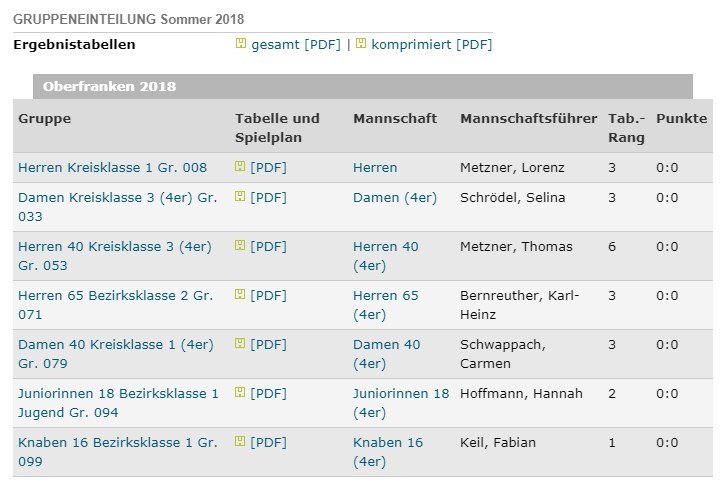 GRUPPENEINTEILUNG Sommer 2018
Ergebnistabellen gesamt [PDF] | komprimiert [PDF]
Oberfranken 2018
Gruppe Tabelle und Spielplan Mannschaft Mannschaftsführer Tab.-Rang Punkte
Herren Kreisklasse 1 Gr. 008 [PDF] Herren Metzner, Lorenz 3 0:0
Damen Kreisklasse 3 (4er) Gr. 033 [PDF] Damen (4er) Schrödel, Selina 3 0:0
Herren 40 Kreisklasse 3 (4er) Gr. 053 [PDF] Herren 40 (4er) Metzner, Thomas 6 0:0
Herren 65 Bezirksklasse 2 Gr. 071 [PDF] Herren 65 (4er) Bernreuther, Karl-Heinz 3 0:0
Damen 40 Kreisklasse 1 (4er) Gr. 079 [PDF] Damen 40 (4er) Schwappach, Carmen 3 0:0
Juniorinnen 18 Bezirksklasse 1 Jugend Gr. 094 [PDF] Juniorinnen 18 (4er) Hoffmann, Hannah 2 0:0
Knaben 16 Bezirksklasse 1 Gr. 099 [PDF] Knaben 16 (4er) Keil, Fabian 1 0:0